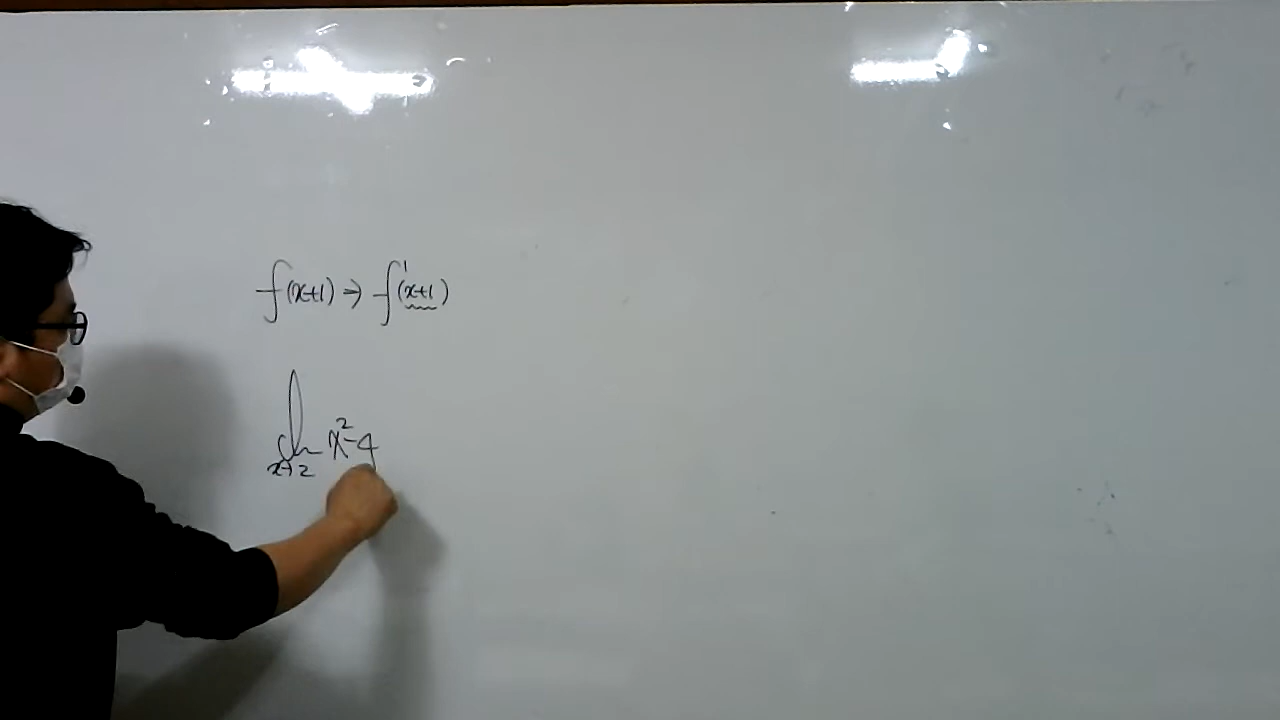 f(x+1) ⇒ f'(x+1)
lim x→2 x²-4